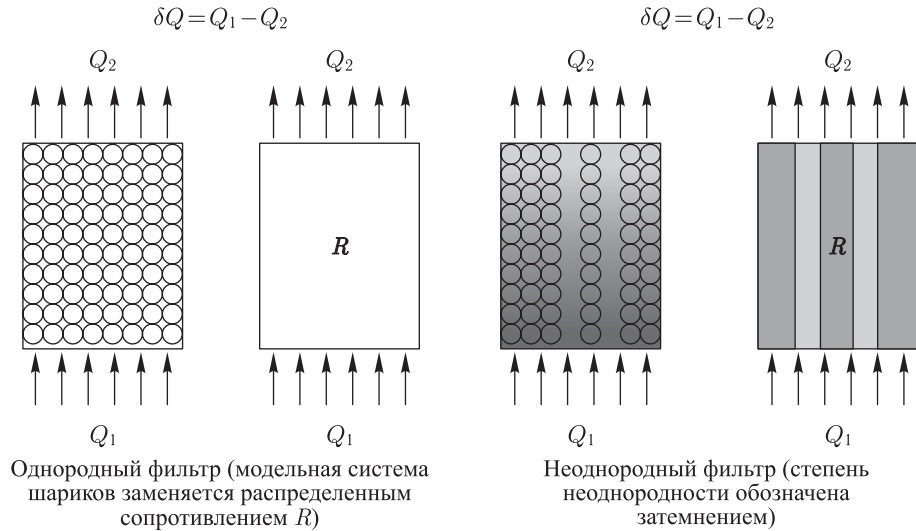 δQ = Q₁ − Q₂
δQ = Q₁ − Q₂
Q₂
Q₂
Q₂
Q₂
R
R
Q₁
Q₁
Q₁
Q₁
Однородный фильтр (модельная система
шариков заменяется распределенным
сопротивлением R)
Неоднородный фильтр (степень
неоднородности обозначена
затемнением)